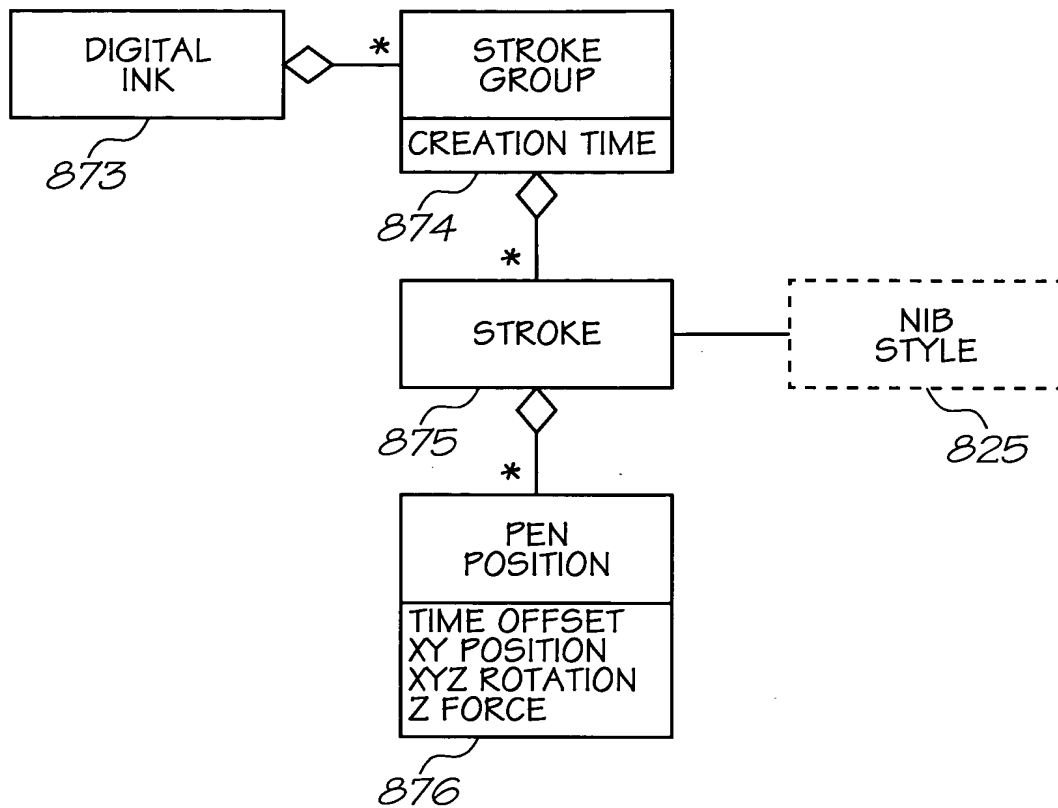 DIGITAL
INK
873
*
STROKE
GROUP
CREATION TIME
874
*
STROKE
875
NIB
STYLE
825
*
PEN
POSITION
TIME OFFSET
XY POSITION
XYZ ROTATION
Z FORCE
876